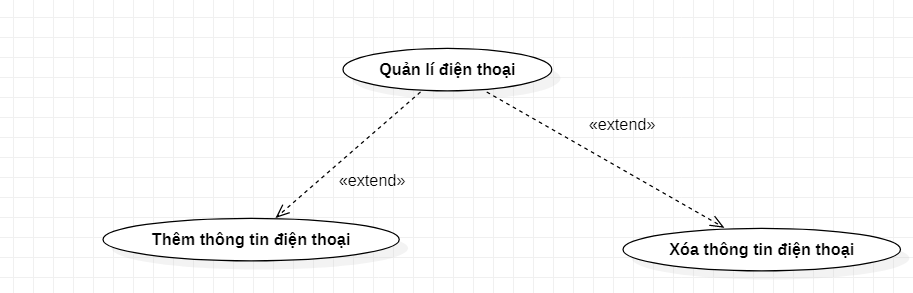 Quản lí điện thoại
«extend»
«extend»
Thêm thông tin điện thoại
Xóa thông tin điện thoại